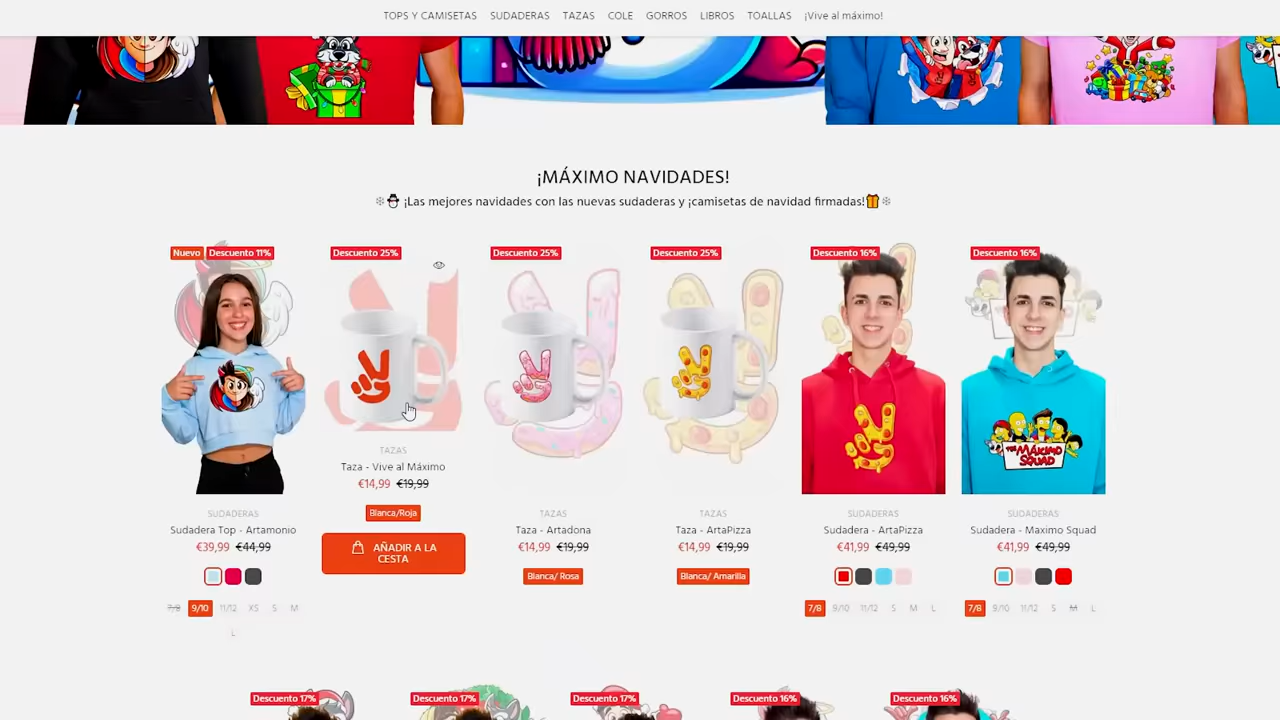 TOPS Y CAMISETAS SUDADERAS TAZAS COLE GORROS LIBROS TOALLAS ¡Vive al máximo!
¡MÁXIMO NAVIDADES!
¡Las mejores navidades con las nuevas sudaderas y ¡camisetas de navidad firmadas!
Nuevo Descuento 11%
SUDADERAS
Sudadera Top - Artamonio
€39,99 €44,99
7/8 9/10 11/12 XS S M
L
Descuento 25%
TAZAS
Taza - Vive al Máximo
€14,99 €19,99
Blanca/Roja
AÑADIR A LA
CESTA
Descuento 25%
TAZAS
Taza - Artadona
€14,99 €19,99
Blanca/ Rosa
Descuento 25%
TAZAS
Taza - ArtaPizza
€14,99 €19,99
Blanca/ Amarilla
Descuento 16%
SUDADERAS
Sudadera - ArtaPizza
€41,99 €49,99
7/8 9/10 11/12 S M L
Descuento 16%
THE MÁXIMO
SQUAD
SUDADERAS
Sudadera - Maximo Squad
€41,99 €49,99
7/8 9/10 11/12 S M L
Descuento 17%
Descuento 17%
Descuento 17%
Descuento 16%
Descuento 16%